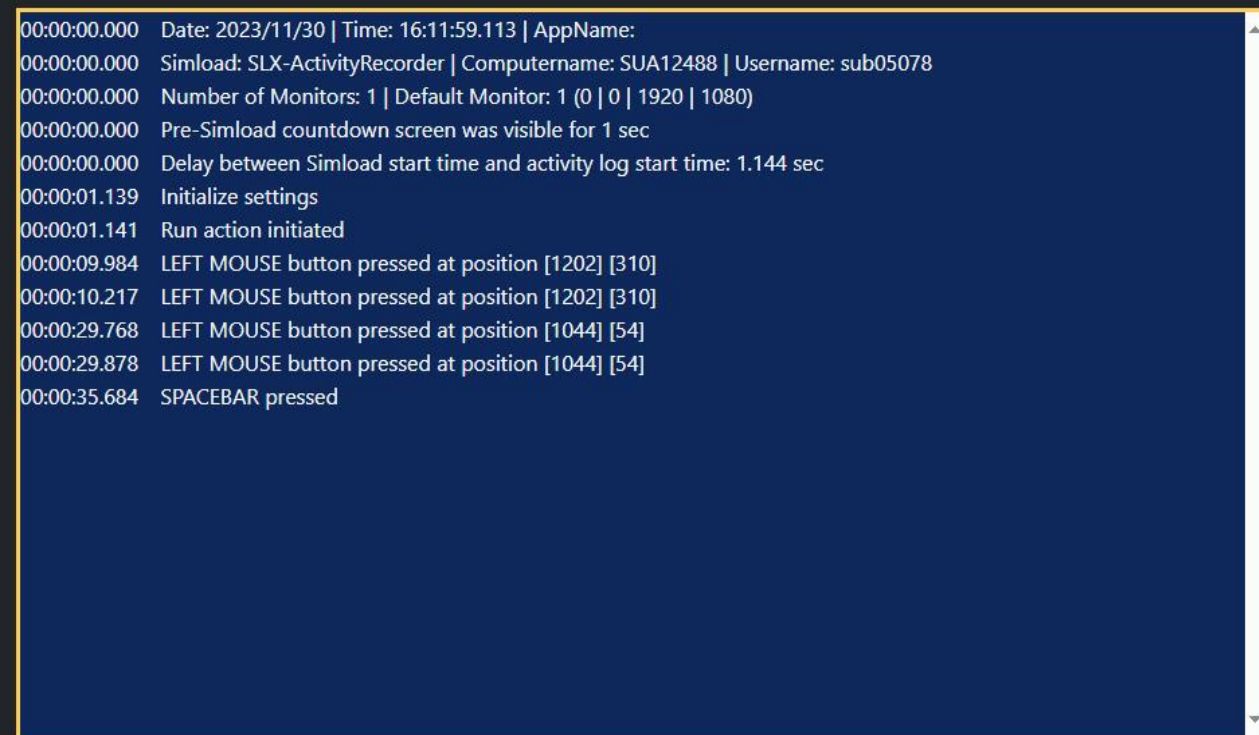 00:00:00.000 Date: 2023/11/30 | Time: 16:11:59.113 | AppName:
00:00:00.000 Simload: SLX-ActivityRecorder | Computername: SUA12488 | Username: sub05078
00:00:00.000 Number of Monitors: 1 | Default Monitor: 1 (0 | 0 | 1920 | 1080)
00:00:00.000 Pre-Simload countdown screen was visible for 1 sec
00:00:00.000 Delay between Simload start time and activity log start time: 1.144 sec
00:00:01.139 Initialize settings
00:00:01.141 Run action initiated
00:00:09.984 LEFT MOUSE button pressed at position [1202] [310]
00:00:10.217 LEFT MOUSE button pressed at position [1202] [310]
00:00:29.768 LEFT MOUSE button pressed at position [1044] [54]
00:00:29.878 LEFT MOUSE button pressed at position [1044] [54]
00:00:35.684 SPACEBAR pressed